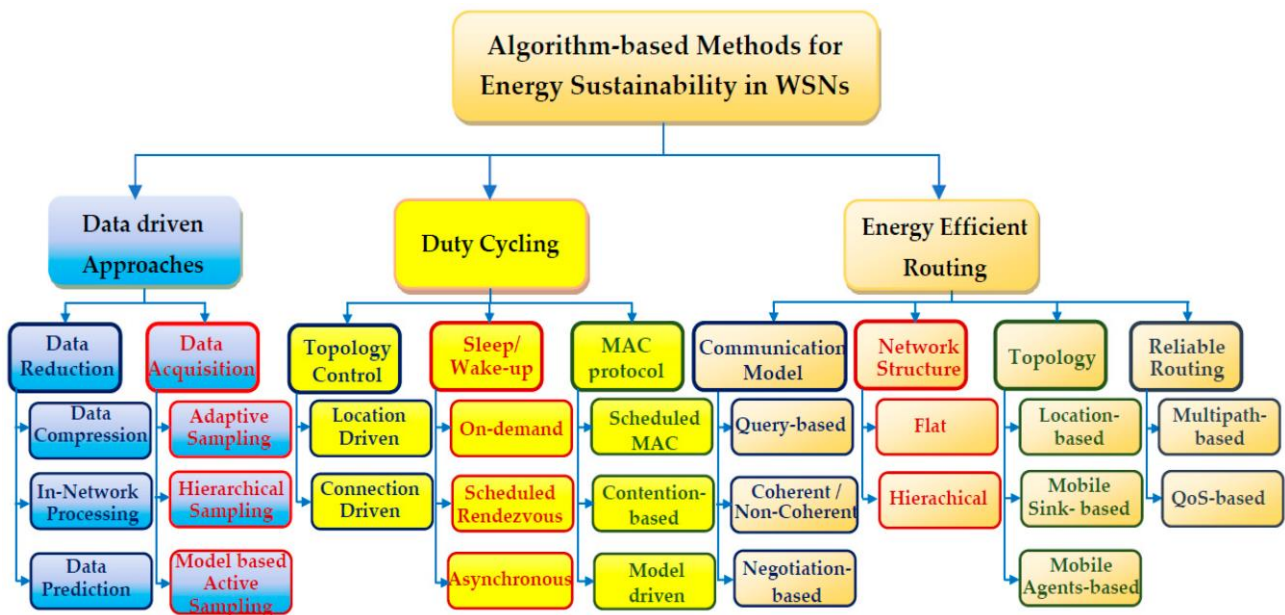 Algorithm-based Methods for
Energy Sustainability in WSNs
Data driven
Approaches
Duty Cycling
Energy Efficient
Routing
Data
Reduction
Data
Acquisition
Topology
Control
Sleep/
Wake-up
MAC
protocol
Communication
Model
Network
Structure
Topology
Reliable
Routing
Data
Compression
Adaptive
Sampling
Location
Driven
On-demand
Scheduled
MAC
Query-based
Flat
Location-
based
Multipath-
based
In-Network
Processing
Hierarchical
Sampling
Connection
Driven
Scheduled
Rendezvous
Contention-
based
Coherent /
Non-Coherent
Hierachical
Mobile
Sink- based
QoS-based
Data
Prediction
Model based
Active
Sampling
Asynchronous
Model
driven
Negotiation-
based
Mobile
Agents-based